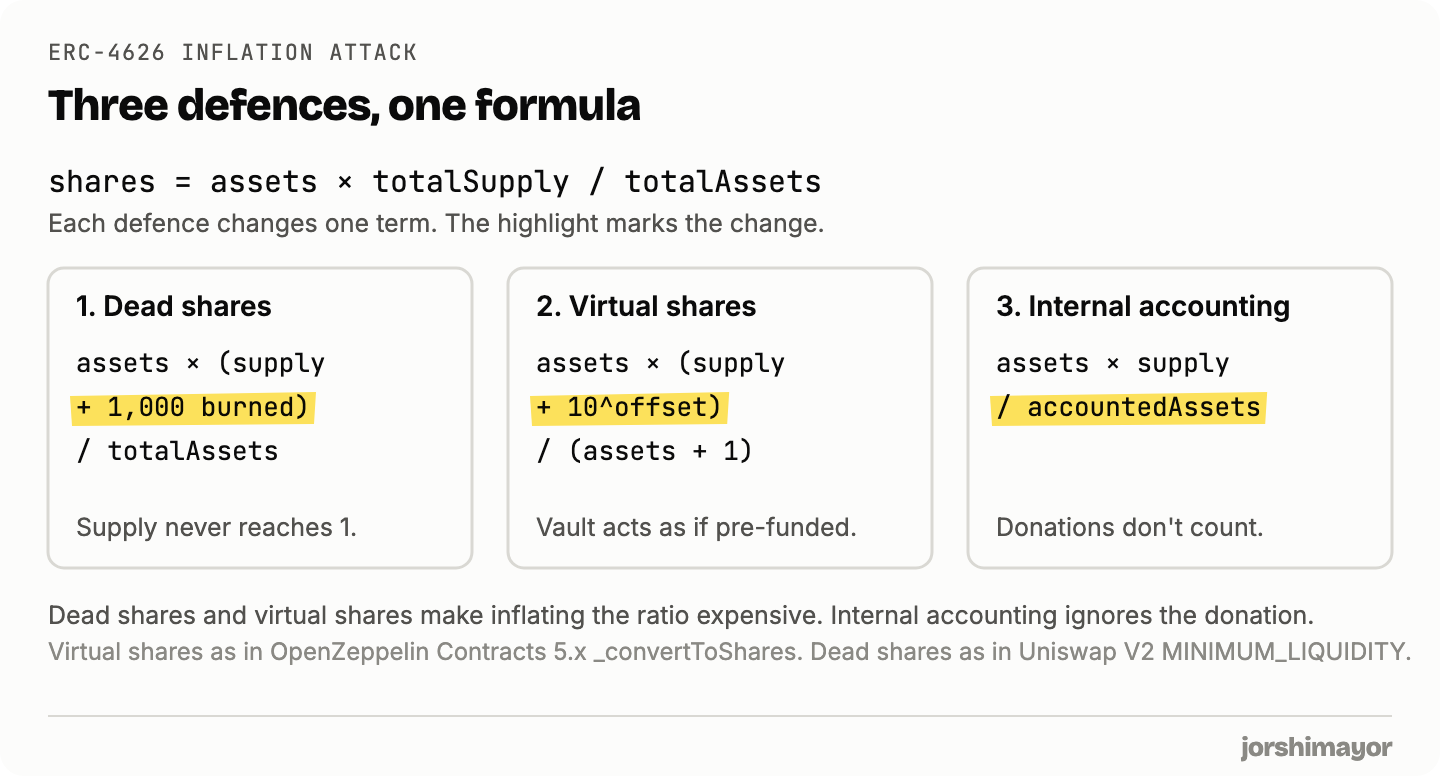 ERC-4626 INFLATION ATTACK
Three defences, one formula
shares = assets × totalSupply / totalAssets
Each defence changes one term. The highlight marks the change.
1. Dead shares
assets × (supply
+ 1,000 burned)
/ totalAssets
Supply never reaches 1.
2. Virtual shares
assets × (supply
+ 10^offset)
/ (assets + 1)
Vault acts as if pre-funded.
3. Internal accounting
assets × supply
/ accountedAssets
Donations don't count.
Dead shares and virtual shares make inflating the ratio expensive. Internal accounting ignores the donation.
Virtual shares as in OpenZeppelin Contracts 5.x _convertToShares. Dead shares as in Uniswap V2 MINIMUM_LIQUIDITY.
jorshimayor